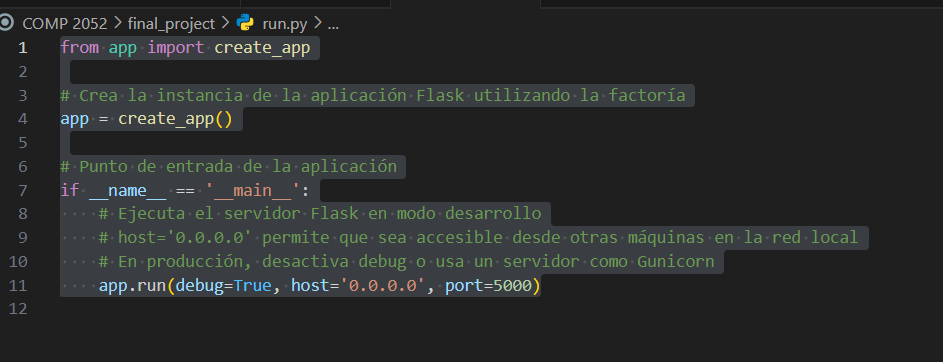 COMP 2052 > final_project > run.py > ...
1 from app import create_app
2
3 # Crea la instancia de la aplicación Flask utilizando la factoría
4 app = create_app()
5
6 # Punto de entrada de la aplicación
7 if __name__ == '__main__':
8     # Ejecuta el servidor Flask en modo desarrollo
9     # host='0.0.0.0' permite que sea accesible desde otras máquinas en la red local
10     # En producción, desactiva debug o usa un servidor como Gunicorn
11     app.run(debug=True, host='0.0.0.0', port=5000)
12